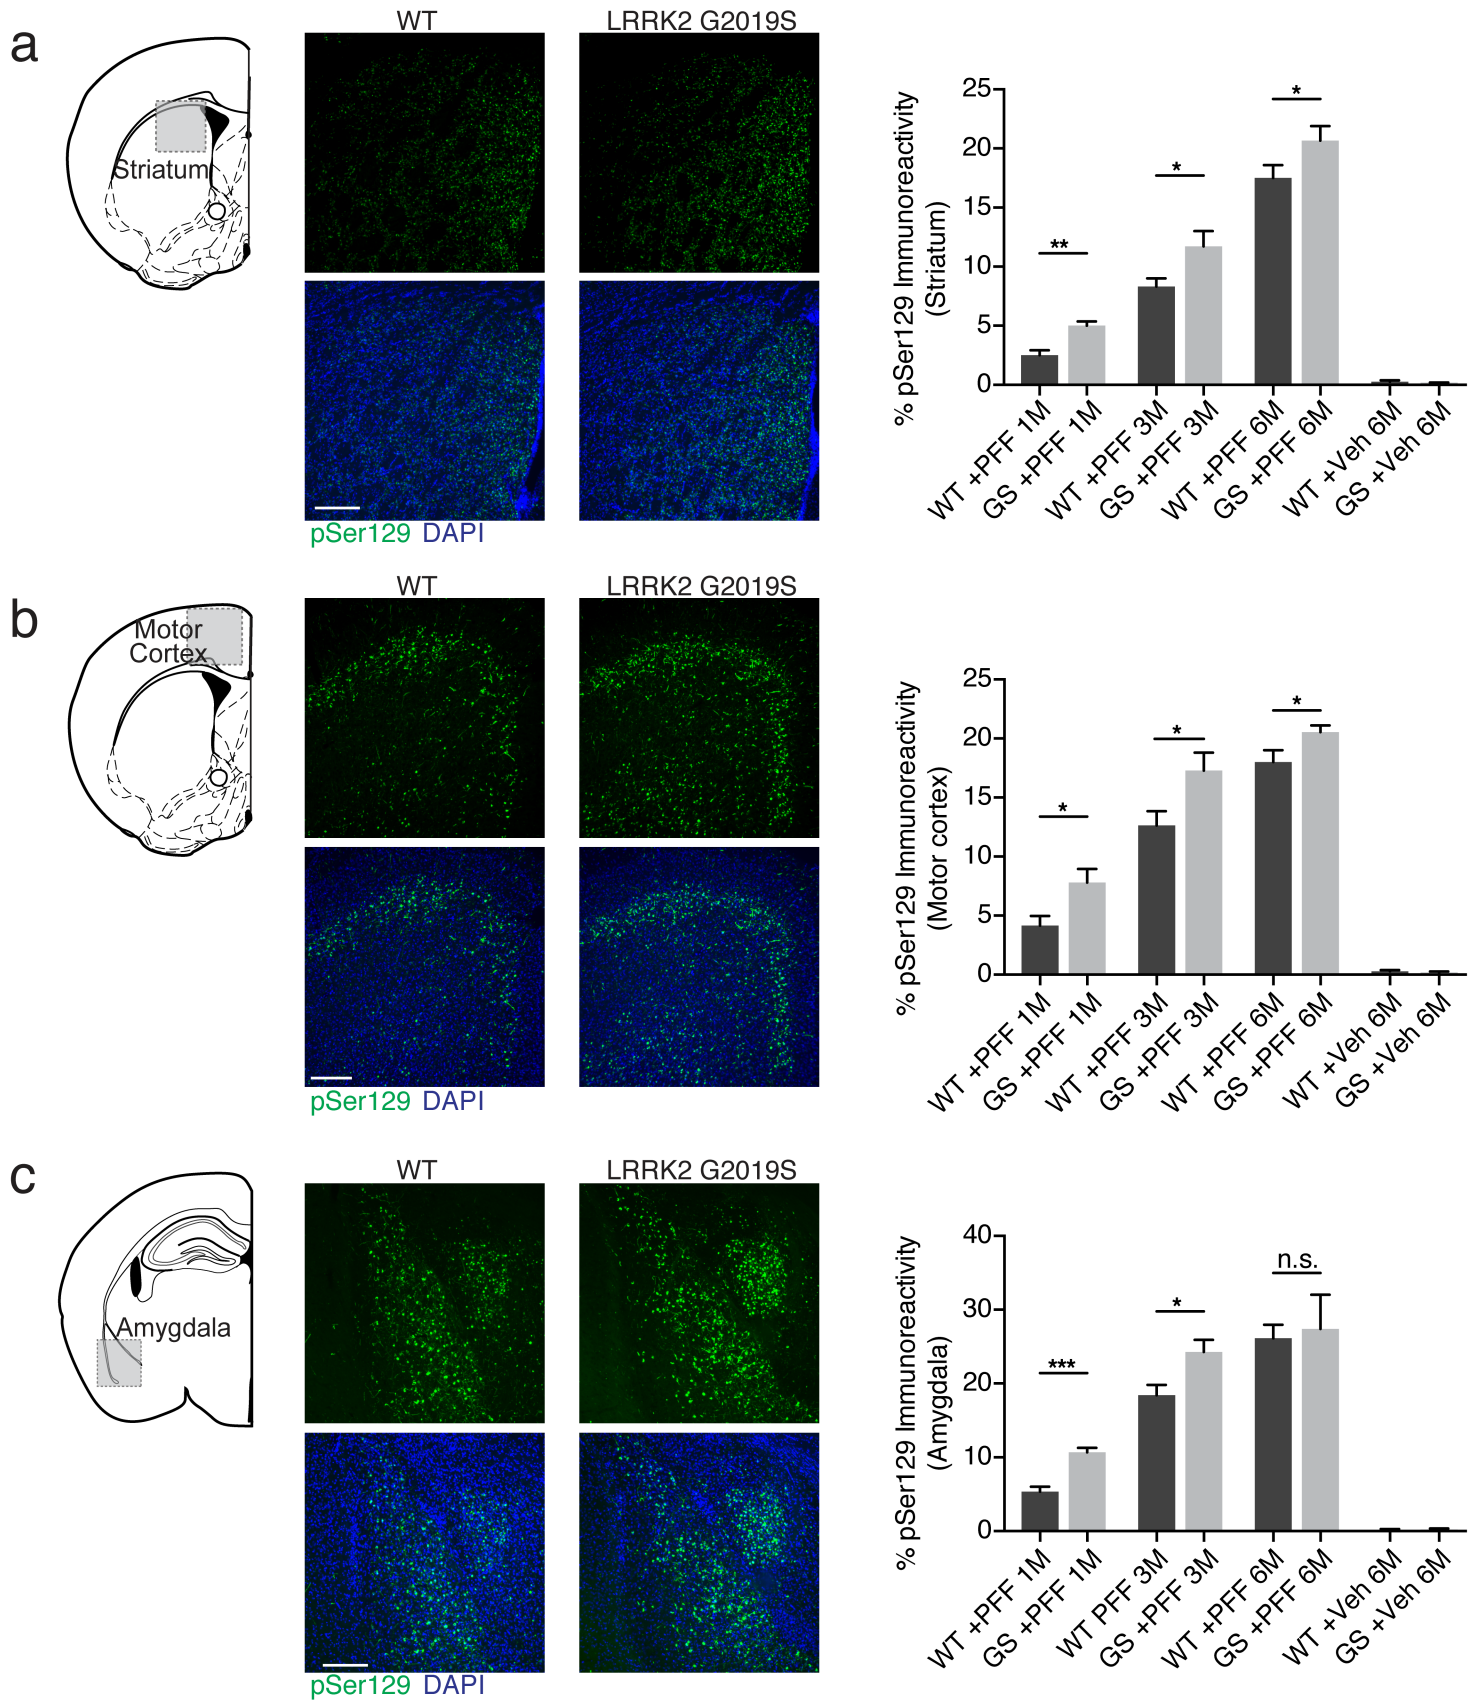 a
WT
LRRK2 G2019S
Striatum
pSer129 DAPI
% pSer129 Immunoreactivity
(Striatum)
25
20
15
10
5
0
**
*
*
WT +PFF 1M
GS +PFF 1M
WT +PFF 3M
GS +PFF 3M
WT +PFF 6M
GS +PFF 6M
WT +Veh 6M
GS +Veh 6M
b
WT
LRRK2 G2019S
Motor
Cortex
pSer129 DAPI
% pSer129 Immunoreactivity
(Motor cortex)
25
20
15
10
5
0
*
*
*
WT +PFF 1M
GS +PFF 1M
WT +PFF 3M
GS +PFF 3M
WT +PFF 6M
GS +PFF 6M
WT +Veh 6M
GS +Veh 6M
c
WT
LRRK2 G2019S
Amygdala
pSer129 DAPI
% pSer129 Immunoreactivity
(Amygdala)
40
30
20
10
0
***
*
n.s.
WT +PFF 1M
GS +PFF 1M
WT PFF 3M
GS +PFF 3M
WT +PFF 6M
GS +PFF 6M
WT +Veh 6M
GS +Veh 6M